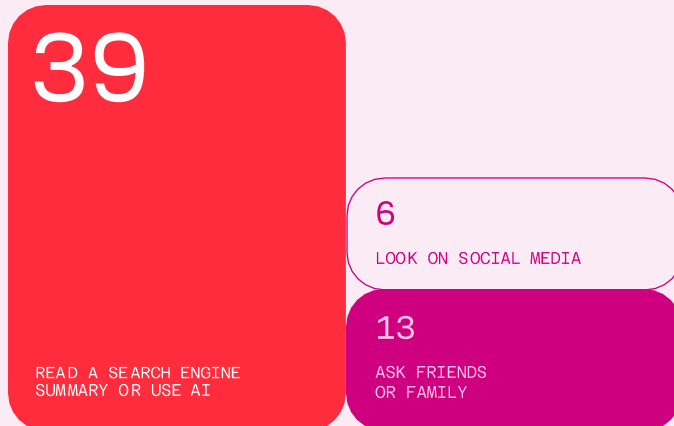 39
READ A SEARCH ENGINE
SUMMARY OR USE AI
6
LOOK ON SOCIAL MEDIA
13
ASK FRIENDS
OR FAMILY